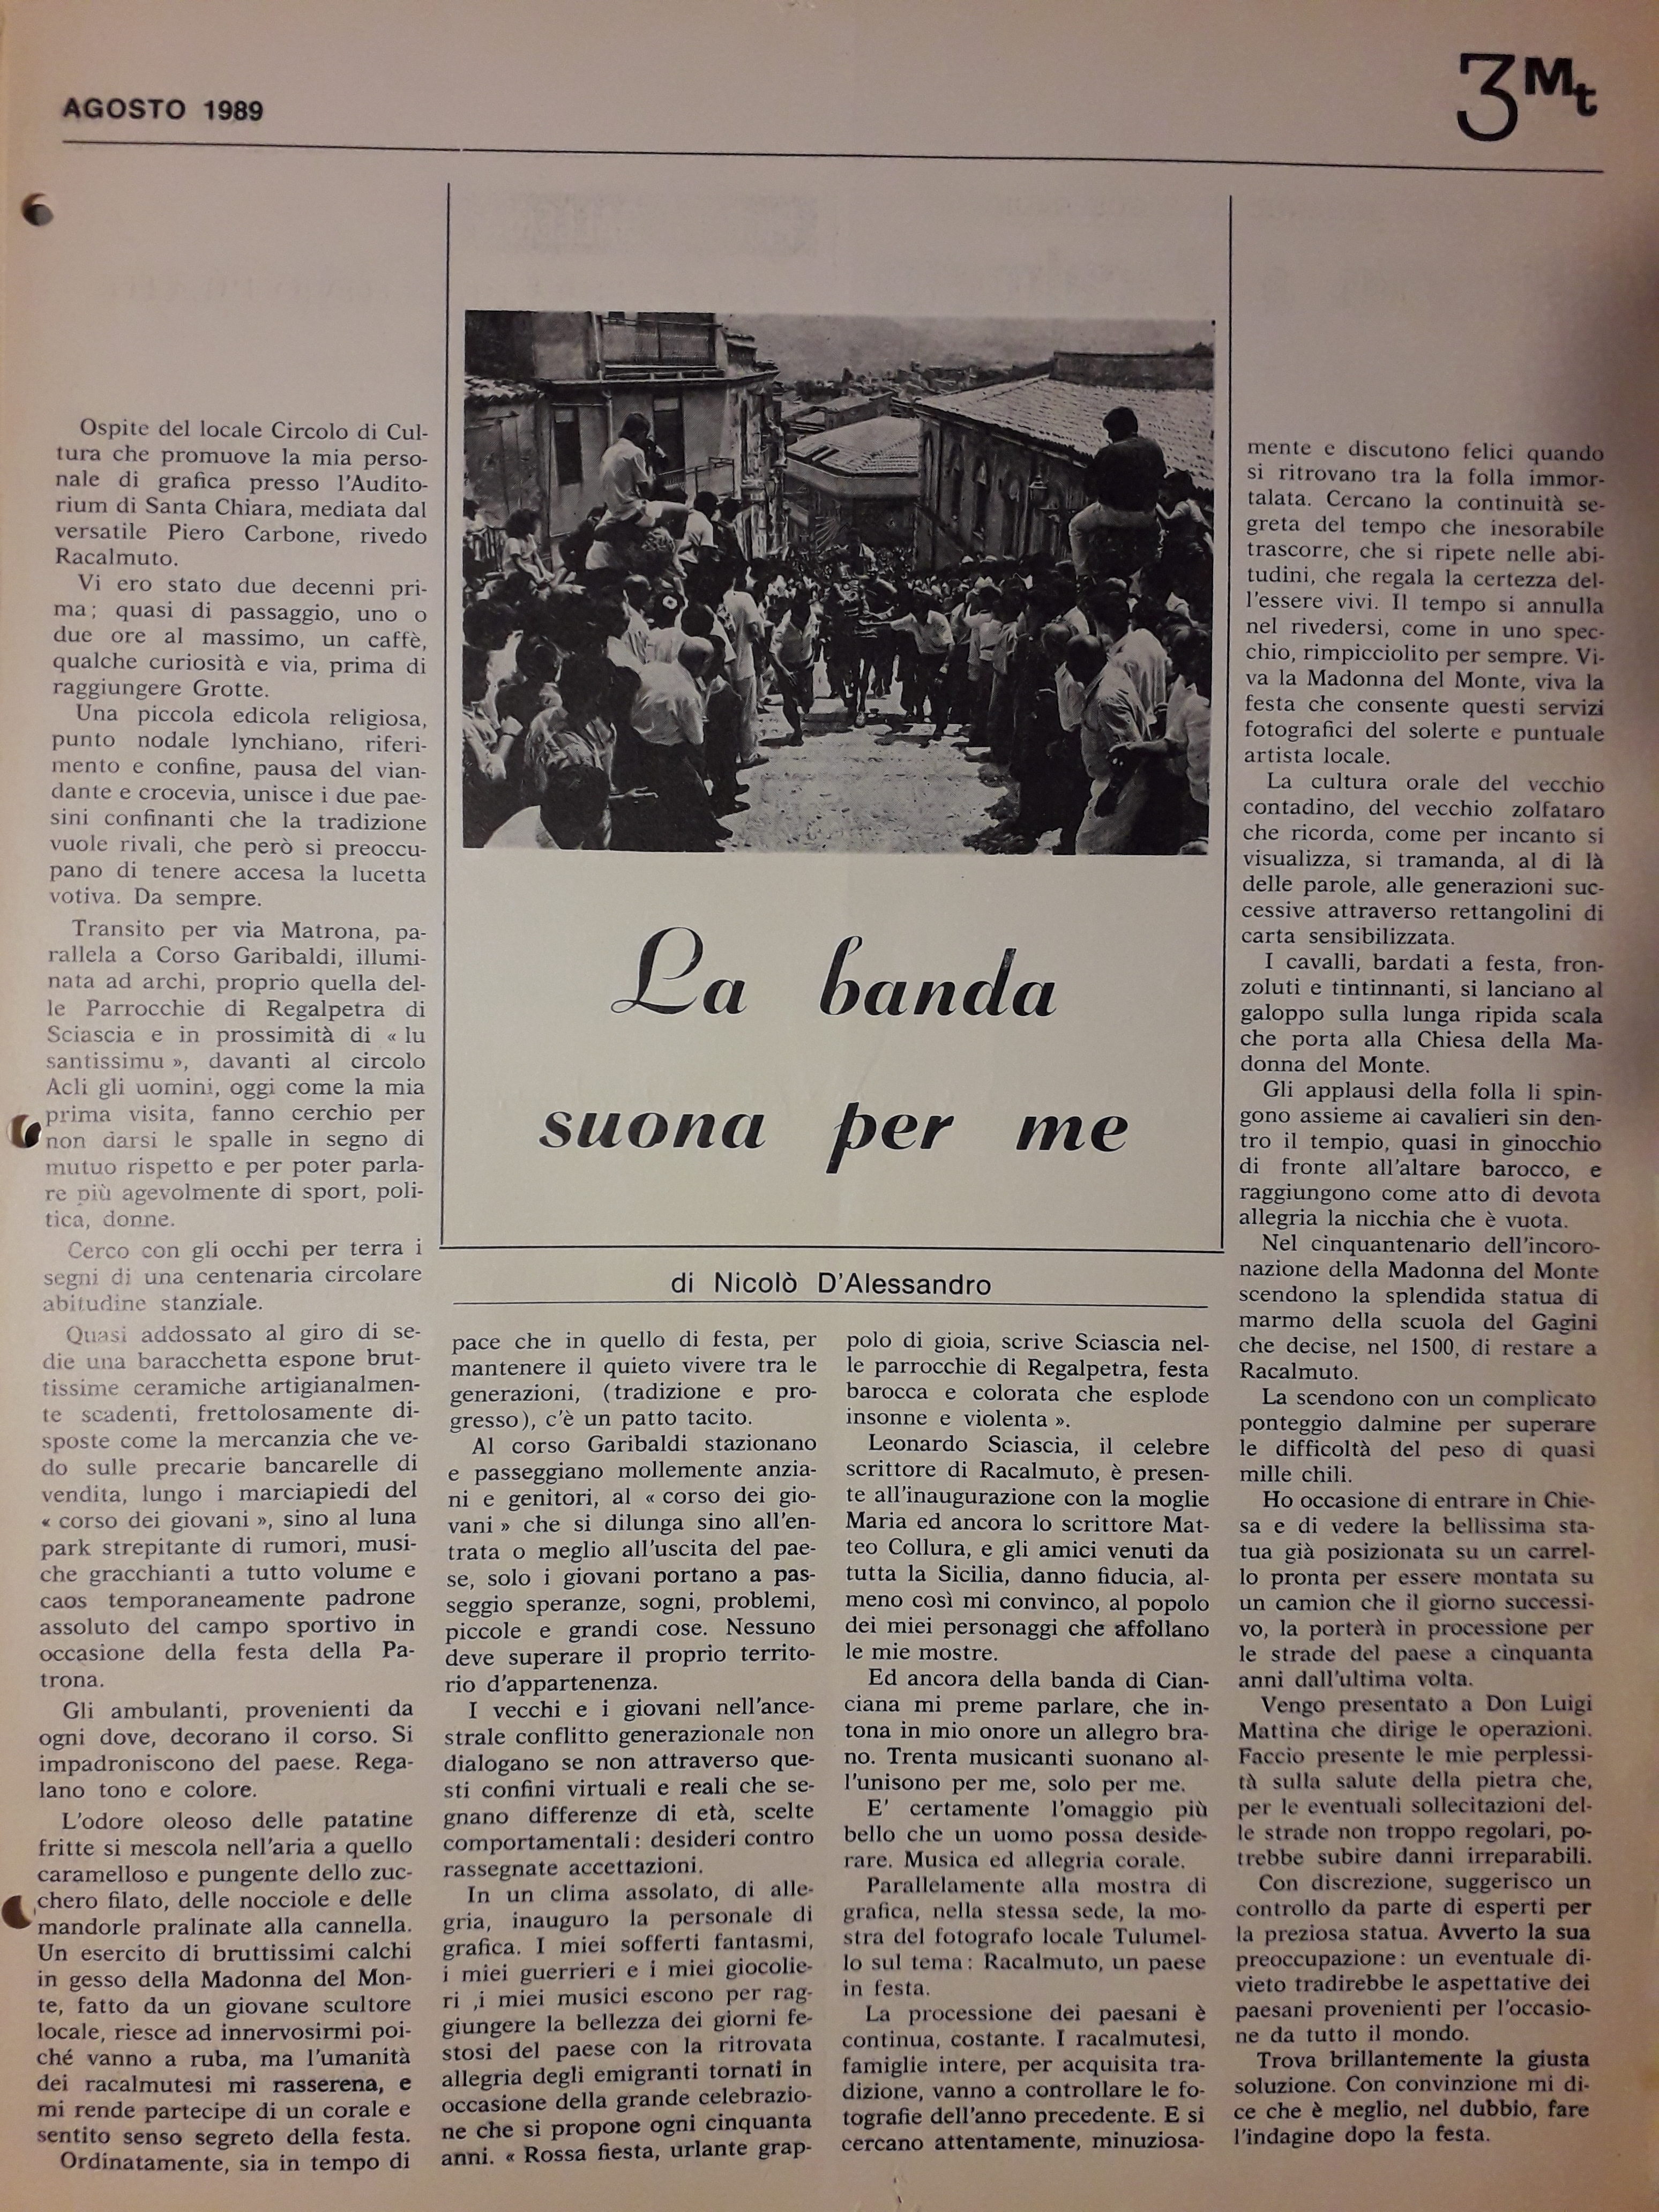 AGOSTO 1989
3Mt
La banda
suona per me
di Nicolò D'Alessandro
Ospite del locale Circolo di Cul-
tura che promuove la mia perso-
nale di grafica presso l'Audito-
rium di Santa Chiara, mediata dal
versatile Piero Carbone, rivedo
Racalmuto.
Vi ero stato due decenni pri-
ma; quasi di passaggio, uno o
due ore al massimo, un caffè,
qualche curiosità e via, prima di
raggiungere Grotte.
Una piccola edicola religiosa,
punto nodale lynchiano, riferi-
mento e confine, pausa del vian-
dante e crocevia, unisce i due pae-
sini confinanti che la tradizione
vuole rivali, che però si preoccu-
pano di tenere accesa la lucetta
votiva. Da sempre.
Transito per via Matrona, pa-
rallela a Corso Garibaldi, illumi-
nata ad archi, proprio quella del-
le Parrocchie di Regalpetra di
Sciascia e in prossimità di « lu
santissimu », davanti al circolo
Acli gli uomini, oggi come la mia
prima visita, fanno cerchio per
non darsi le spalle in segno di
mutuo rispetto e per poter parla-
re più agevolmente di sport, poli-
tica, donne.
Cerco con gli occhi per terra i
segni di una centenaria circolare
abitudine stanziale.
Quasi addossato al giro di se-
die una baracchetta espone brut-
tissime ceramiche artigianalmen-
te scadenti, frettolosamente di-
sposte come la mercanzia che ve-
do sulle precarie bancarelle di
vendita, lungo i marciapiedi del
« corso dei giovani », sino al luna
park strepitante di rumori, musi-
che gracchianti a tutto volume e
caos temporaneamente padrone
assoluto del campo sportivo in
occasione della festa della Pa-
trona.
Gli ambulanti, provenienti da
ogni dove, decorano il corso. Si
impadroniscono del paese. Rega-
lano tono e colore.
L'odore oleoso delle patatine
fritte si mescola nell'aria a quello
caramelloso e pungente dello zuc-
chero filato, delle nocciole e delle
mandorle pralinate alla cannella.
Un esercito di bruttissimi calchi
in gesso della Madonna del Mon-
te, fatto da un giovane scultore
locale, riesce ad innervosirmi poi-
ché vanno a ruba, ma l'umanità
dei racalmutesi mi rasserena, e
mi rende partecipe di un corale e
sentito senso segreto della festa.
Ordinatamente, sia in tempo di
pace che in quello di festa, per
mantenere il quieto vivere tra le
generazioni, (tradizione e pro-
gresso), c'è un patto tacito.
Al corso Garibaldi stazionano
e passeggiano mollemente anzia-
ni e genitori, al « corso dei gio-
vani » che si dilunga sino all'en-
trata o meglio all'uscita del pae-
se, solo i giovani portano a pas-
seggio speranze, sogni, problemi,
piccole e grandi cose. Nessuno
deve superare il proprio territo-
rio d'appartenenza.
I vecchi e i giovani nell'ance-
strale conflitto generazionale non
dialogano se non attraverso que-
sti confini virtuali e reali che se-
gnano differenze di età, scelte
comportamentali: desideri contro
rassegnate accettazioni.
In un clima assolato, di alle-
gria, inauguro la personale di
grafica. I miei sofferti fantasmi,
i miei guerrieri e i miei giocolie-
ri ,i miei musici escono per rag-
giungere la bellezza dei giorni fe-
stosi del paese con la ritrovata
allegria degli emigranti tornati in
occasione della grande celebrazio-
ne che si propone ogni cinquanta
anni. « Rossa fiesta, urlante grap-
polo di gioia, scrive Sciascia nel-
le parrocchie di Regalpetra, festa
barocca e colorata che esplode
insonne e violenta ».
Leonardo Sciascia, il celebre
scrittore di Racalmuto, è presen-
te all'inaugurazione con la moglie
Maria ed ancora lo scrittore Mat-
teo Collura, e gli amici venuti da
tutta la Sicilia, danno fiducia, al-
meno così mi convinco, al popolo
dei miei personaggi che affollano
le mie mostre.
Ed ancora della banda di Cian-
ciana mi preme parlare, che in-
tona in mio onore un allegro bra-
no. Trenta musicanti suonano al-
l'unisono per me, solo per me.
E' certamente l'omaggio più
bello che un uomo possa deside-
rare. Musica ed allegria corale.
Parallelamente alla mostra di
grafica, nella stessa sede, la mo-
stra del fotografo locale Tulumel-
lo sul tema: Racalmuto, un paese
in festa.
La processione dei paesani è
continua, costante. I racalmutesi,
famiglie intere, per acquisita tra-
dizione, vanno a controllare le fo-
tografie dell'anno precedente. E si
cercano attentamente, minuziosa-
mente e discutono felici quando
si ritrovano tra la folla immor-
talata. Cercano la continuità se-
greta del tempo che inesorabile
trascorre, che si ripete nelle abi-
tudini, che regala la certezza del-
l'essere vivi. Il tempo si annulla
nel rivedersi, come in uno spec-
chio, rimpicciolito per sempre. Vi-
va la Madonna del Monte, viva la
festa che consente questi servizi
fotografici del solerte e puntuale
artista locale.
La cultura orale del vecchio
contadino, del vecchio zolfataro
che ricorda, come per incanto si
visualizza, si tramanda, al di là
delle parole, alle generazioni suc-
cessive attraverso rettangolini di
carta sensibilizzata.
I cavalli, bardati a festa, fron-
zoluti e tintinnanti, si lanciano al
galoppo sulla lunga ripida scala
che porta alla Chiesa della Ma-
donna del Monte.
Gli applausi della folla li spin-
gono assieme ai cavalieri sin den-
tro il tempio, quasi in ginocchio
di fronte all'altare barocco, e
raggiungono come atto di devota
allegria la nicchia che è vuota.
Nel cinquantenario dell'incoro-
nazione della Madonna del Monte
scendono la splendida statua di
marmo della scuola del Gagini
che decise, nel 1500, di restare a
Racalmuto.
La scendono con un complicato
ponteggio dalmine per superare
le difficoltà del peso di quasi
mille chili.
Ho occasione di entrare in Chie-
sa e di vedere la bellissima sta-
tua già posizionata su un carrel-
lo pronta per essere montata su
un camion che il giorno successi-
vo, la porterà in processione per
le strade del paese a cinquanta
anni dall'ultima volta.
Vengo presentato a Don Luigi
Mattina che dirige le operazioni.
Faccio presente le mie perplessi-
tà sulla salute della pietra che,
per le eventuali sollecitazioni del-
le strade non troppo regolari, po-
trebbe subire danni irreparabili.
Con discrezione, suggerisco un
controllo da parte di esperti per
la preziosa statua. Avverto la sua
preoccupazione: un eventuale di-
vieto tradirebbe le aspettative dei
paesani provenienti per l'occasio-
ne da tutto il mondo.
Trova brillantemente la giusta
soluzione. Con convinzione mi di-
ce che è meglio, nel dubbio, fare
l'indagine dopo la festa.